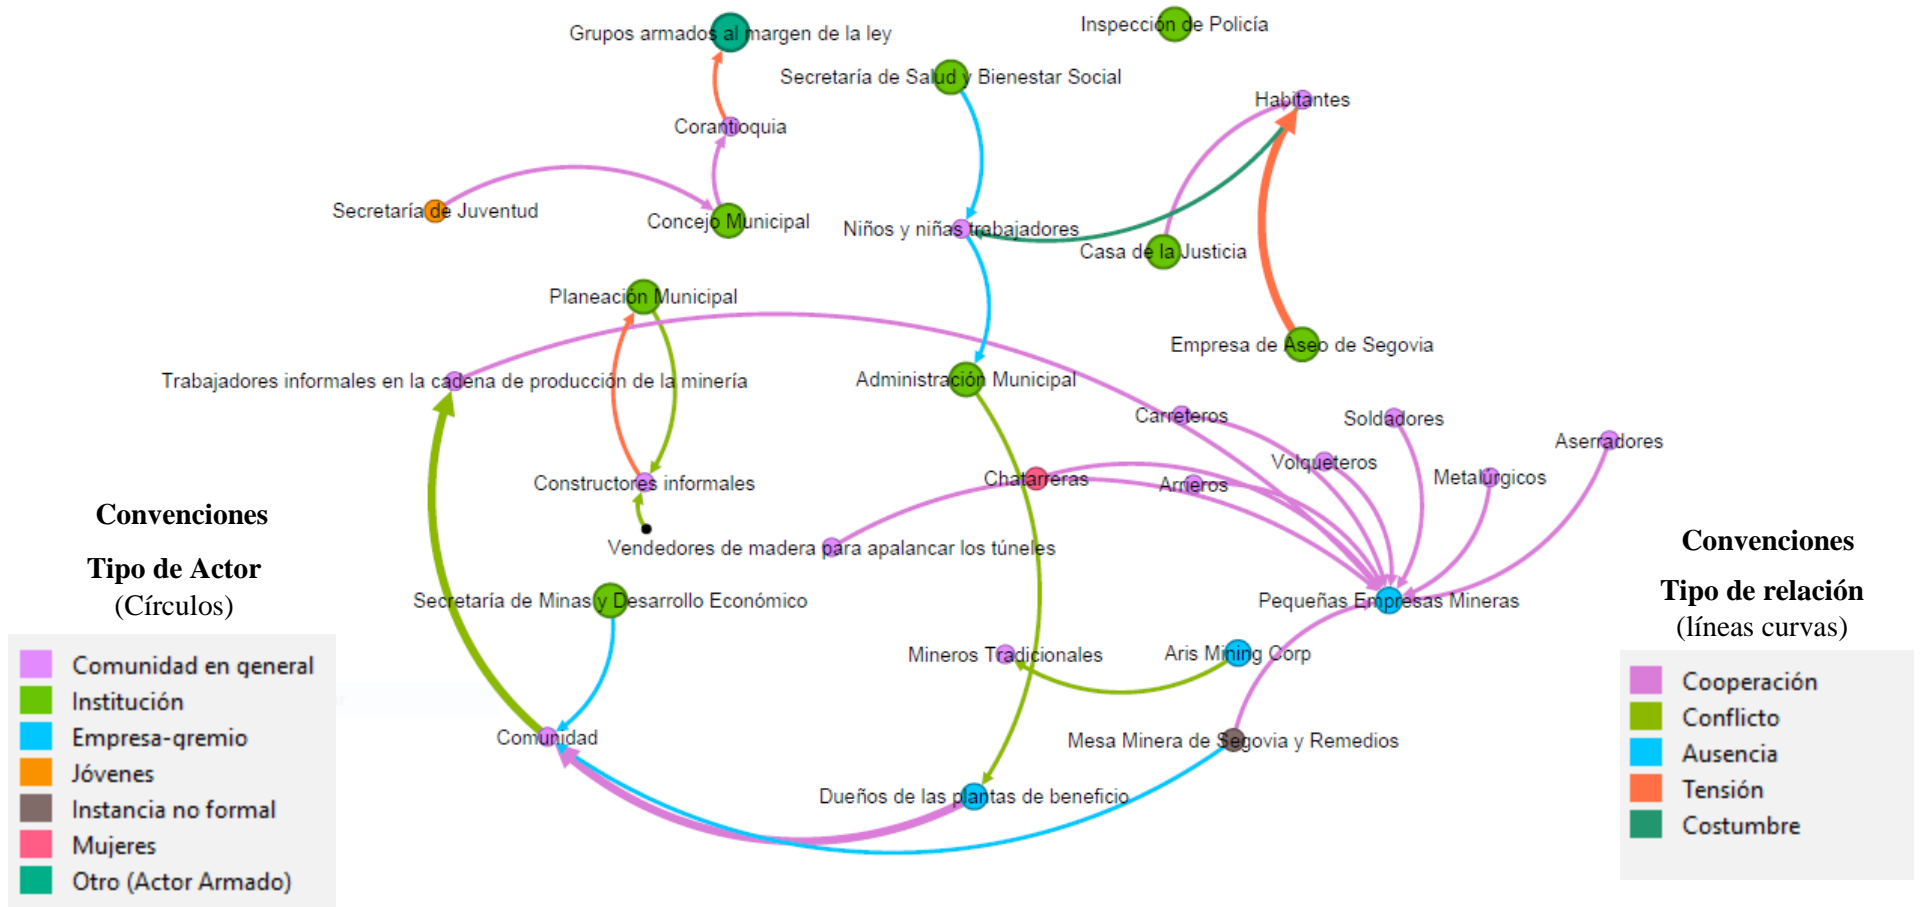 Inspección de Policía
Grupos armados al margen de la ley
Secretaría de Salud y Bienestar Social
Habitantes
Corantioquia
Secretaría de Juventud
Concejo Municipal
Niños y niñas trabajadores
Casa de la Justicia
Planeación Municipal
Empresa de Aseo de Segovia
Trabajadores informales en la cadena de producción de la minería
Administración Municipal
Carreteros
Soldadores
Aserradores
Volqueteros
Chatarreras
Arrieros
Metalúrgicos
Constructores informales
Vendedores de madera para apalancar los túneles
Secretaría de Minas y Desarrollo Económico
Pequeñas Empresas Mineras
Mineros Tradicionales
Aris Mining Corp
Comunidad
Mesa Minera de Segovia y Remedios
Dueños de las plantas de beneficio
Convenciones
Tipo de Actor
(Círculos)
Comunidad en general
Institución
Empresa-gremio
Jóvenes
Instancia no formal
Mujeres
Otro (Actor Armado)
Convenciones
Tipo de relación
(líneas curvas)
Cooperación
Conflicto
Ausencia
Tensión
Costumbre